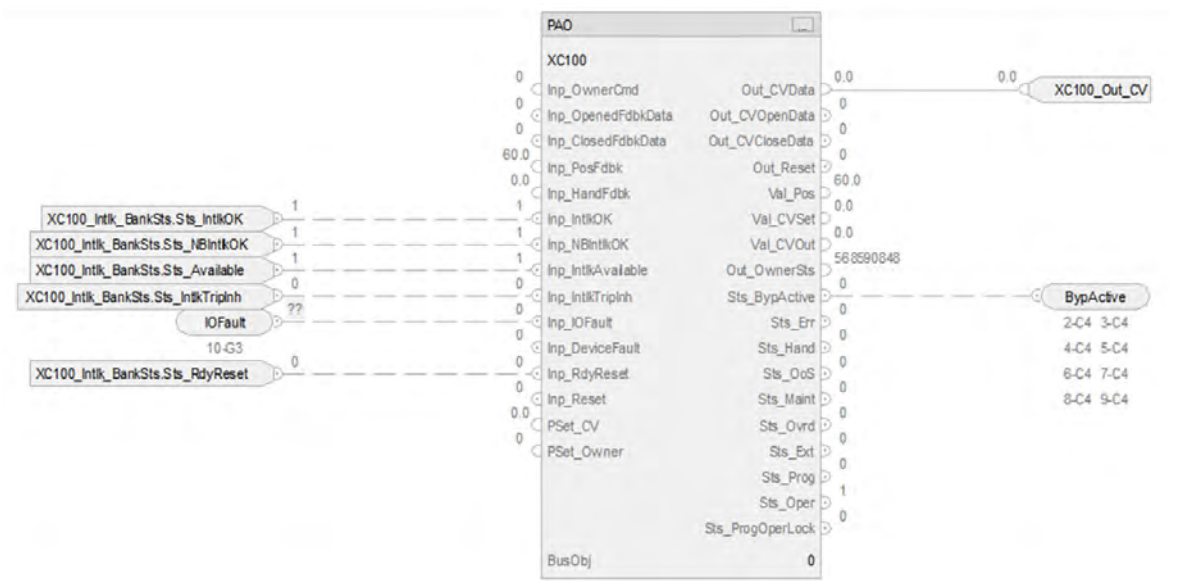 PAO
...
XC100
0 Inp_OwnerCmd Out_CVData 0.0 0.0 XC100_Out_CV
0 Inp_OpenedFdbkData Out_CVOpenData 0
0 Inp_ClosedFdbkData Out_CVCloseData 0
60.0 Inp_PosFdbk Out_Reset 0
0.0 Inp_HandFdbk Val_Pos 60.0
XC100_Intlk_BankSts.Sts_IntlkOK 1 1 Inp_IntlkOK Val_CVSet 0.0
XC100_Intlk_BankSts.Sts_NBIntlkOK 1 1 Inp_NBIntlkOK Val_CVOut 0.0
XC100_Intlk_BankSts.Sts_Available 1 1 Inp_IntlkAvailable Out_OwnerSts 568590848
XC100_Intlk_BankSts.Sts_IntlkTripInh 0 0 Inp_IntlkTripInh Sts_BypActive 0 BypActive
IOFault ?? 0 Inp_IOFault Sts_Err 0 2-C4 3-C4
10-G3 0 Inp_DeviceFault Sts_Hand 0 4-C4 5-C4
XC100_Intlk_BankSts.Sts_RdyReset 0 0 Inp_RdyReset Sts_OoS 0 6-C4 7-C4
0 Inp_Reset Sts_Maint 0 8-C4 9-C4
0.0 PSet_CV Sts_Ovrd 0
0 PSet_Owner Sts_Ext 0
Sts_Prog 0
Sts_Oper 1
Sts_ProgOperLock 0
BusObj 0